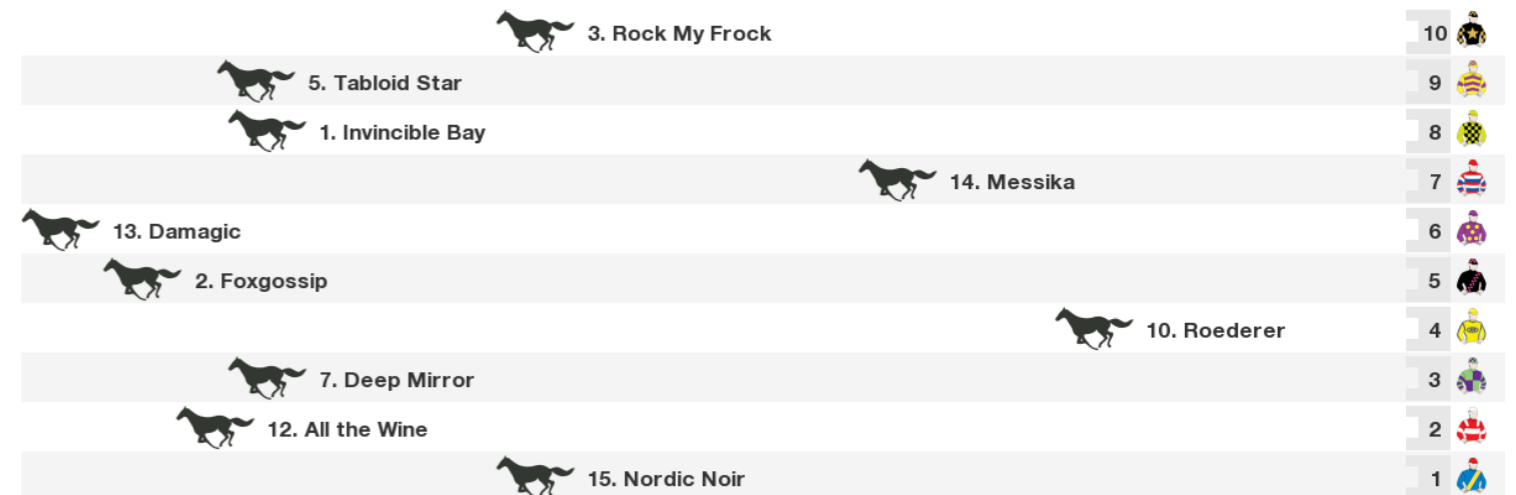 3. Rock My Frock 10
5. Tabloid Star 9
1. Invincible Bay 8
14. Messika 7
13. Damagic 6
2. Foxgossip 5
10. Roederer 4
7. Deep Mirror 3
12. All the Wine 2
15. Nordic Noir 1